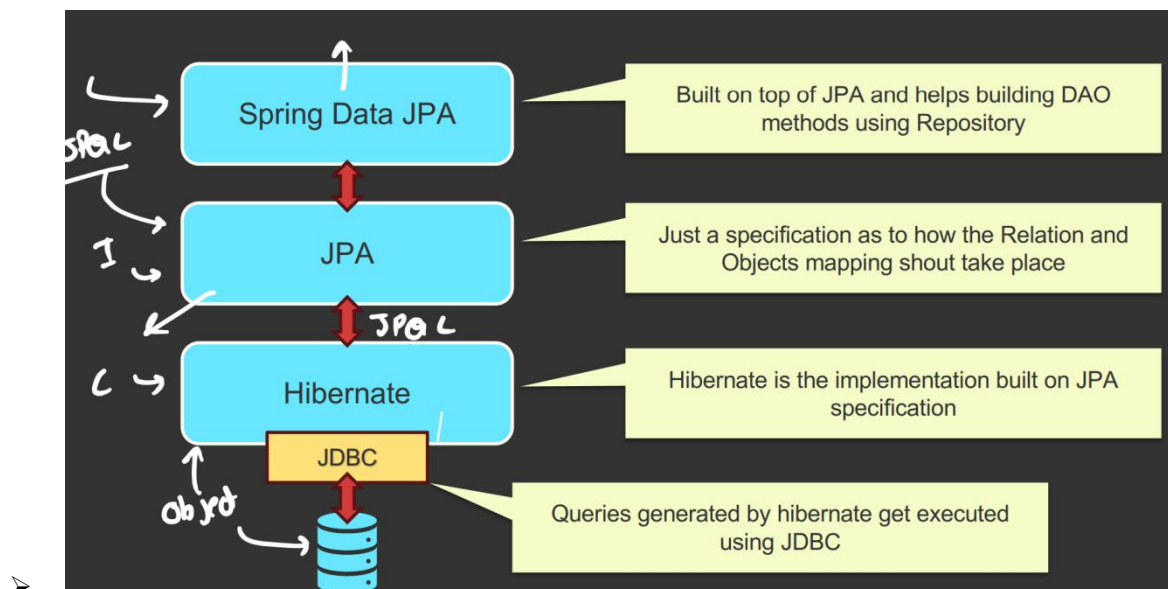 Spring Data JPA
Built on top of JPA and helps building DAO
methods using Repository
JPQL
JPA
Just a specification as to how the Relation and
Objects mapping shout take place
I
JPQL
C
Hibernate
Hibernate is the implementation built on JPA
specification
JDBC
Object
Queries generated by hibernate get executed
using JDBC